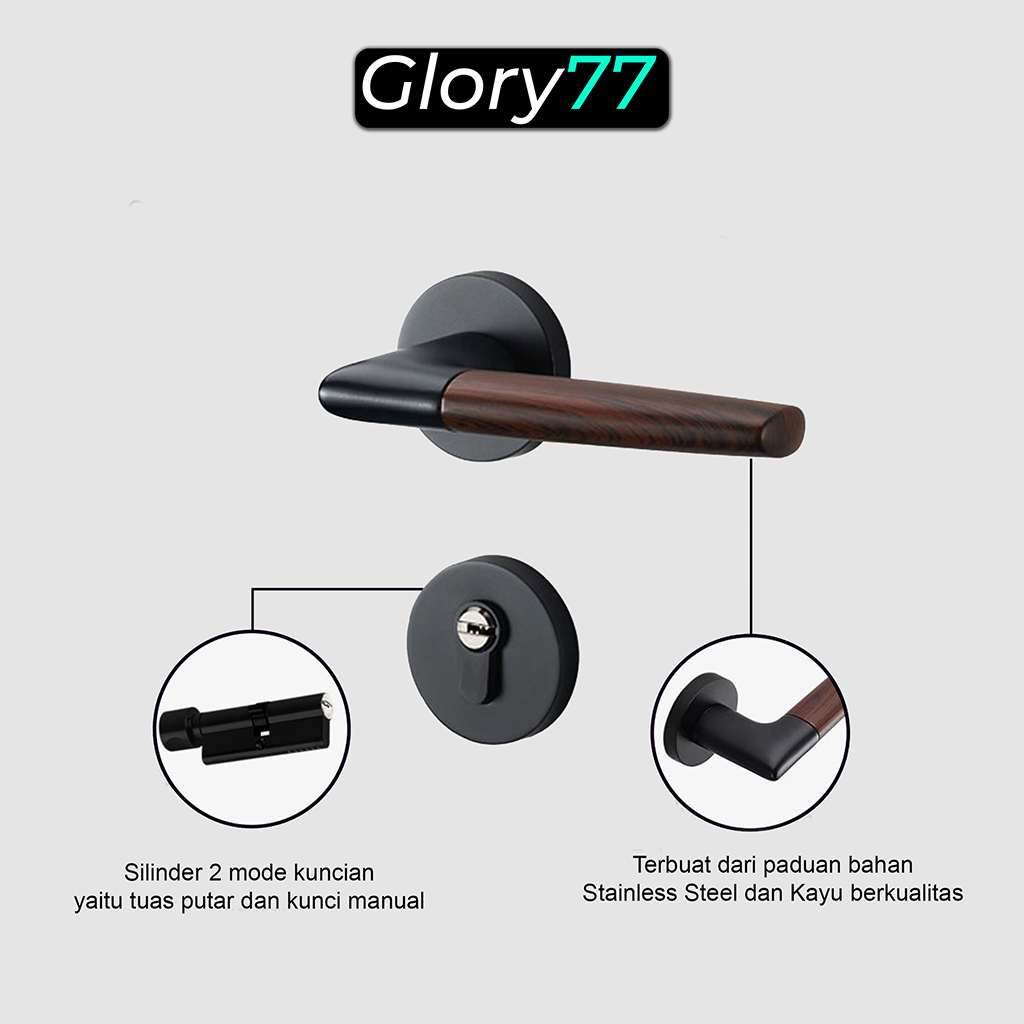 Glory77
Silinder 2 mode kuncian
yaitu tuas putar dan kunci manual
Terbuat dari paduan bahan
Stainless Steel dan Kayu berkualitas